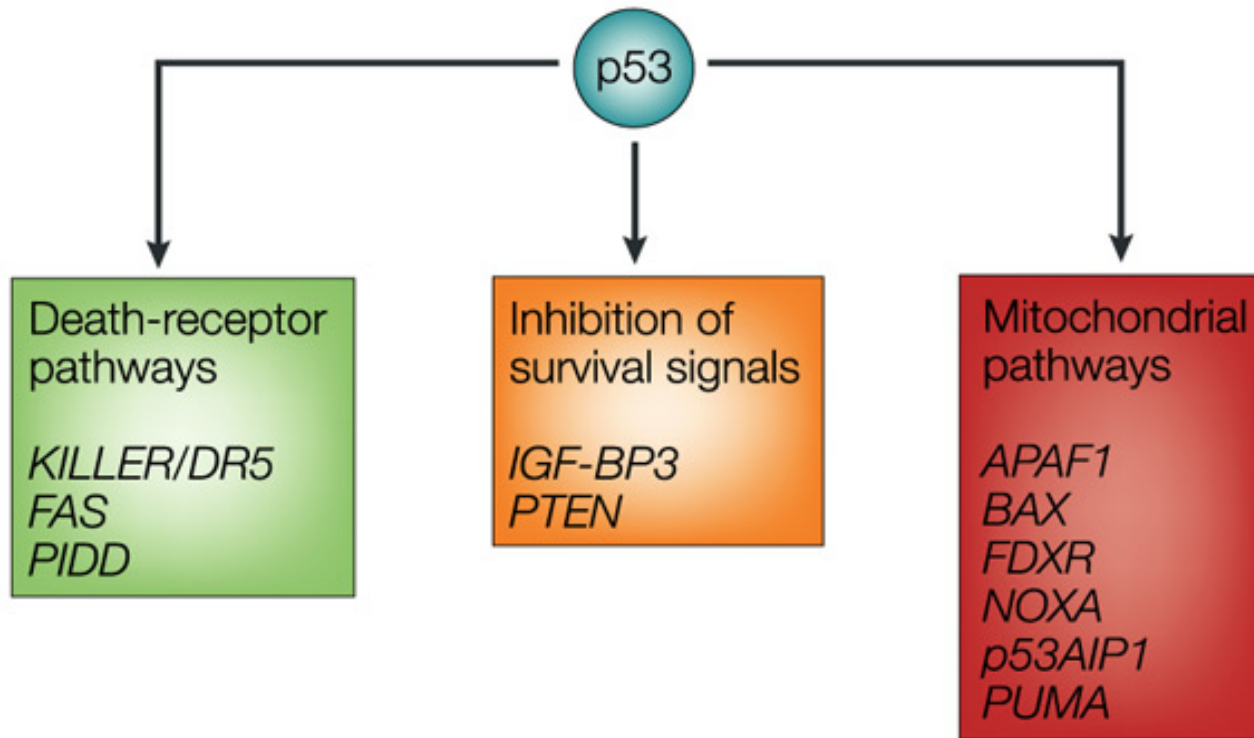 p53
Death-receptor
pathways
KILLER/DR5
FAS
PIDD
Inhibition of
survival signals
IGF-BP3
PTEN
Mitochondrial
pathways
APAF1
BAX
FDXR
NOXA
p53AIP1
PUMA